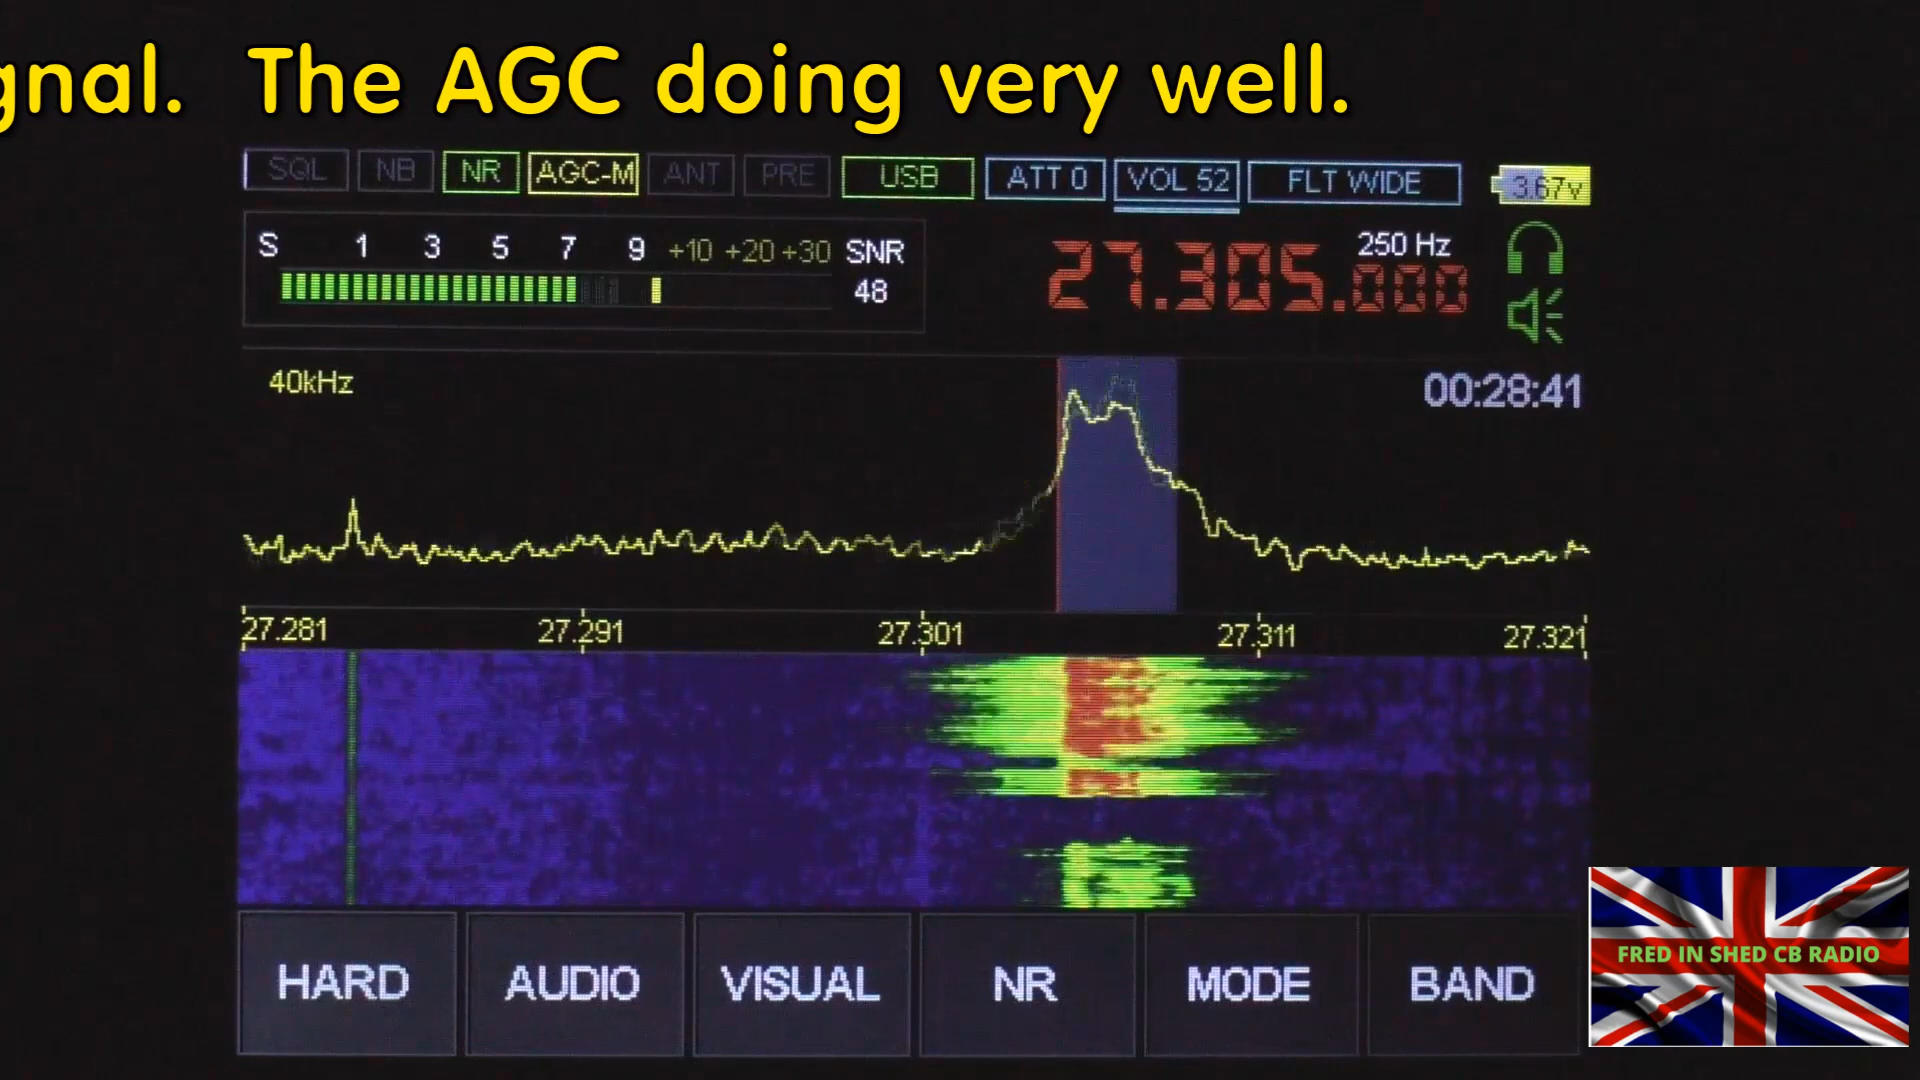 gnal. The AGC doing very well.
SQL NB NR AGC-M ANT PRE USB ATT 0 VOL 52 FLT WIDE 3.67v
S 1 3 5 7 9 +10 +20 +30 SNR
48
250 Hz
27.305.000
40kHz
00:28:41
27.281 27.291 27.301 27.311 27.321
FRED IN SHED CB RADIO
HARD AUDIO VISUAL NR MODE BAND